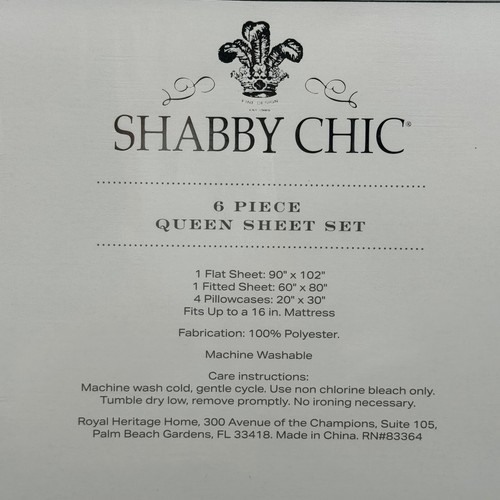 FINE DESIGN
SHABBY CHIC®
6 PIECE
QUEEN SHEET SET
1 Flat Sheet: 90" x 102"
1 Fitted Sheet: 60" x 80"
4 Pillowcases: 20" x 30"
Fits Up to a 16 in. Mattress
Fabrication: 100% Polyester.
Machine Washable
Care instructions:
Machine wash cold, gentle cycle. Use non chlorine bleach only.
Tumble dry low, remove promptly. No ironing necessary.
Royal Heritage Home, 300 Avenue of the Champions, Suite 105,
Palm Beach Gardens, FL 33418. Made in China. RN#83364